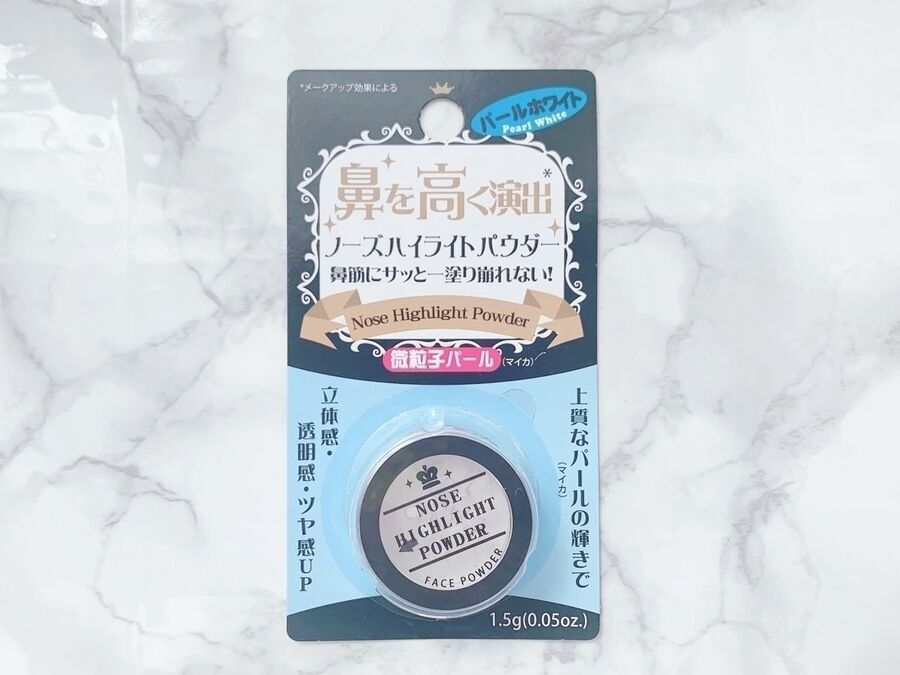 *メークアップ効果による
パールホワイト
Pearl White
鼻を高く演出*
ノーズハイライトパウダー
鼻筋にサッと一塗り崩れない!
Nose Highlight Powder
微粒子パール(マイカ)
上質なパールの輝きで
(マイカ)
立体感・
透明感・ツヤ感UP
NOSE
HIGHLIGHT
POWDER
FACE POWDER
1.5g(0.05oz.)